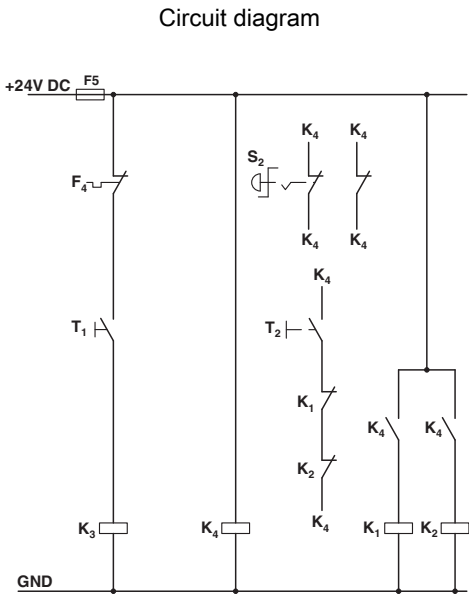 Circuit diagram
+24V DC F5
K₄ K₄
S₂
F₄
K₄ K₄
K₄
T₁ T₂
K₁
K₄ K₄
K₂
K₄
K₃ K₄ K₁ K₂
GND